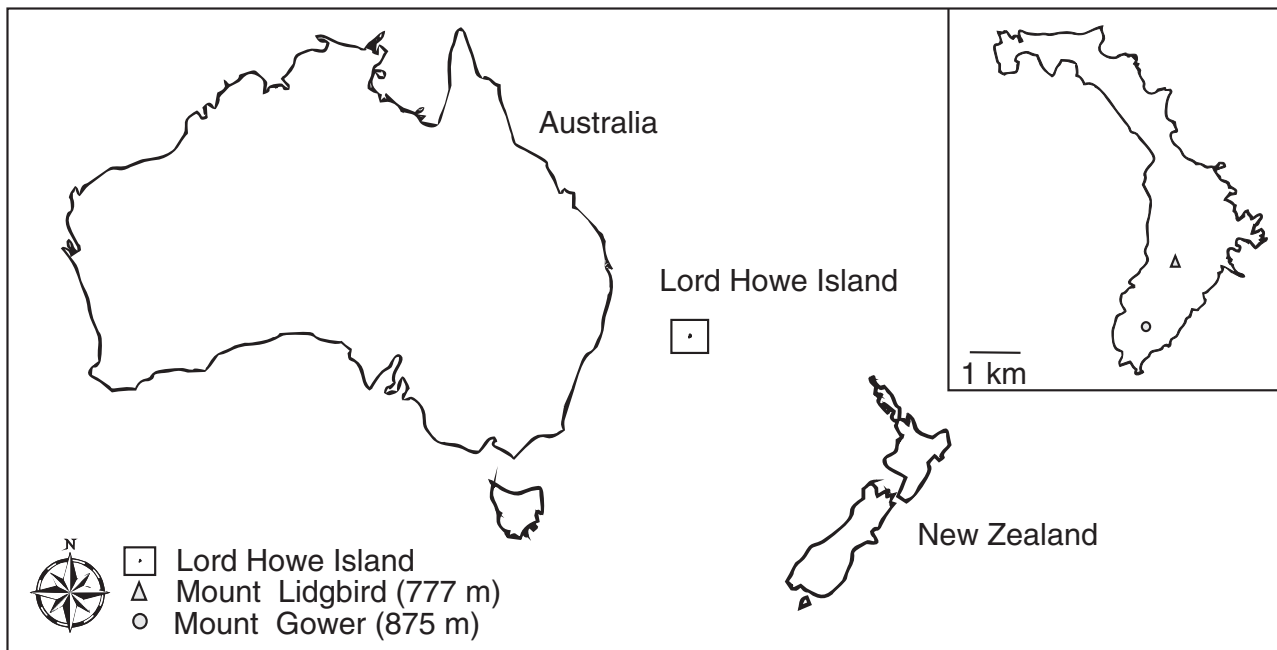 Australia
Lord Howe Island
1 km
New Zealand
N
Lord Howe Island
Mount Lidgbird (777 m)
Mount Gower (875 m)